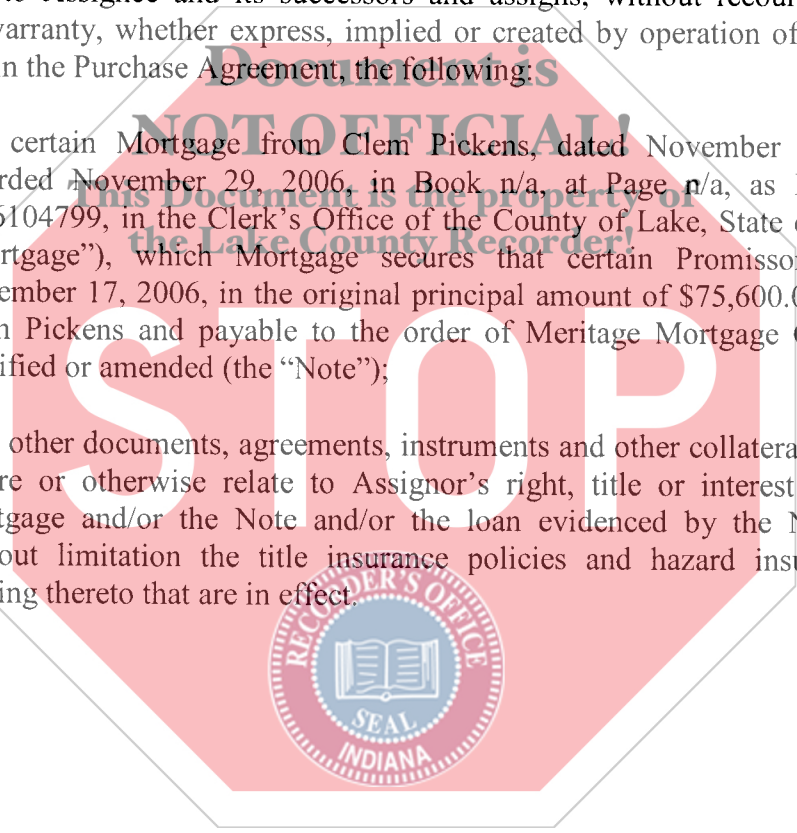 to Assignee and its successors and assigns, without recour
warranty, whether express, implied or created by operation of
in the Purchase Agreement, the following:
Document is
NOT OFFICIAL!
This Document is the property of
the Lake County Recorder!
certain Mortgage from Clem Pickens, dated November
rded November 29, 2006, in Book n/a, at Page n/a, as
6104799, in the Clerk's Office of the County of Lake, State
rtgage"), which Mortgage secures that certain Promisso
ember 17, 2006, in the original principal amount of $75,600.
n Pickens and payable to the order of Meritage Mortgage
ified or amended (the "Note");
STOP
other documents, agreements, instruments and other collatera
re or otherwise relate to Assignor's right, title or interest
tgage and/or the Note and/or the loan evidenced by the N
out limitation the title insurance policies and hazard insu
ing thereto that are in effect.
RECORDER'S OFFICE
SEAL
INDIANA